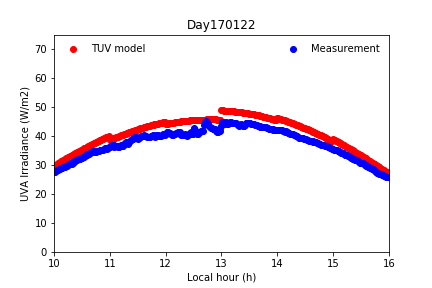 Day170122
TUV model
Measurement
UVA Irradiance (W/m2)
70
60
50
40
30
20
10
0
10 11 12 13 14 15 16
Local hour (h)